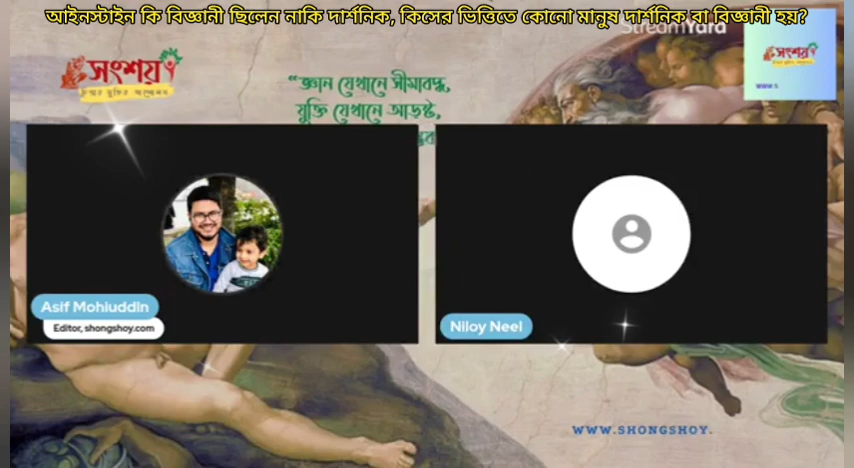 আইনস্টাইন কি বিজ্ঞানী ছিলেন নাকি দার্শনিক, কিসের ভিত্তিতে কোনো মানুষ দার্শনিক বা বিজ্ঞানী হয়?
StreamYard
সংশয়
সংশয়
WWW.S
“জ্ঞান যেখানে সীমাবদ্ধ,
যুক্তি যেখানে আড়ষ্ট,
Asif Mohiuddin
Editor, shongshoy.com
Niloy Neel
WWW.SHONGSHOY.